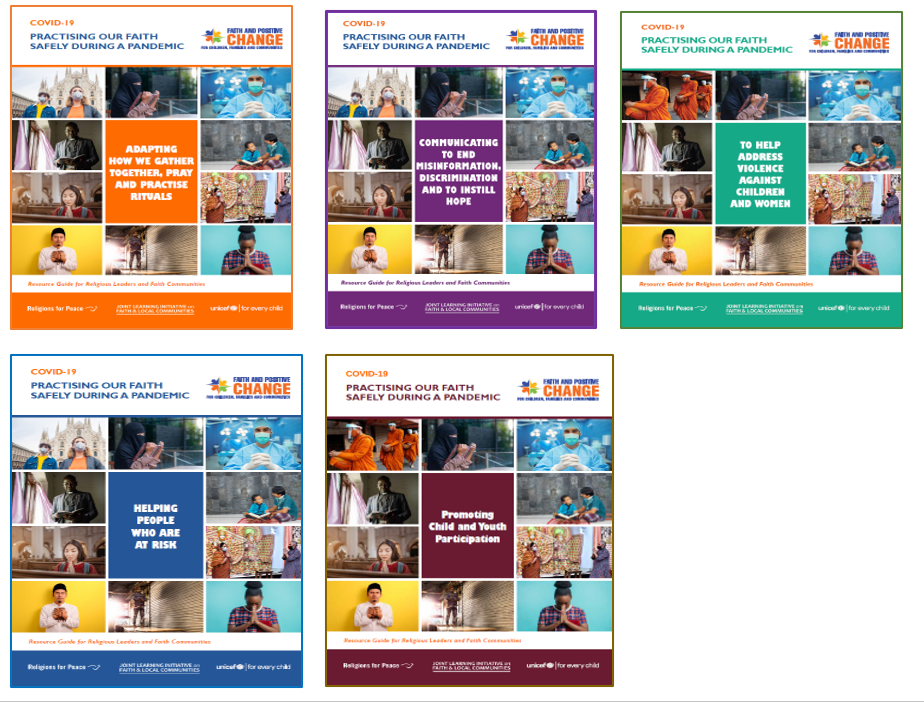 COVID-19
PRACTISING OUR FAITH
SAFELY DURING A PANDEMIC
FAITH AND POSITIVE
CHANGE
FOR CHILDREN, FAMILIES AND COMMUNITIES
ADAPTING
HOW WE GATHER
TOGETHER, PRAY
AND PRACTISE
RITUALS
Resource Guide for Religious Leaders and Faith Communities
Religions for Peace
JOINT LEARNING INITIATIVE ON
FAITH & LOCAL COMMUNITIES
unicef | for every child
COVID-19
PRACTISING OUR FAITH
SAFELY DURING A PANDEMIC
FAITH AND POSITIVE
CHANGE
FOR CHILDREN, FAMILIES AND COMMUNITIES
COMMUNICATING
TO END
MISINFORMATION,
DISCRIMINATION
AND TO INSTILL
HOPE
Resource Guide for Religious Leaders and Faith Communities
Religions for Peace
JOINT LEARNING INITIATIVE ON
FAITH & LOCAL COMMUNITIES
unicef | for every child
COVID-19
PRACTISING OUR FAITH
SAFELY DURING A PANDEMIC
FAITH AND POSITIVE
CHANGE
FOR CHILDREN, FAMILIES AND COMMUNITIES
TO HELP
ADDRESS
VIOLENCE
AGAINST
CHILDREN
AND WOMEN
Resource Guide for Religious Leaders and Faith Communities
Religions for Peace
JOINT LEARNING INITIATIVE ON
FAITH & LOCAL COMMUNITIES
unicef | for every child
COVID-19
PRACTISING OUR FAITH
SAFELY DURING A PANDEMIC
FAITH AND POSITIVE
CHANGE
FOR CHILDREN, FAMILIES AND COMMUNITIES
HELPING
PEOPLE
WHO ARE
AT RISK
Resource Guide for Religious Leaders and Faith Communities
Religions for Peace
JOINT LEARNING INITIATIVE ON
FAITH & LOCAL COMMUNITIES
unicef | for every child
COVID-19
PRACTISING OUR FAITH
SAFELY DURING A PANDEMIC
FAITH AND POSITIVE
CHANGE
FOR CHILDREN, FAMILIES AND COMMUNITIES
Promoting
Child and Youth
Participation
Resource Guide for Religious Leaders and Faith Communities
Religions for Peace
JOINT LEARNING INITIATIVE ON
FAITH & LOCAL COMMUNITIES
unicef | for every child